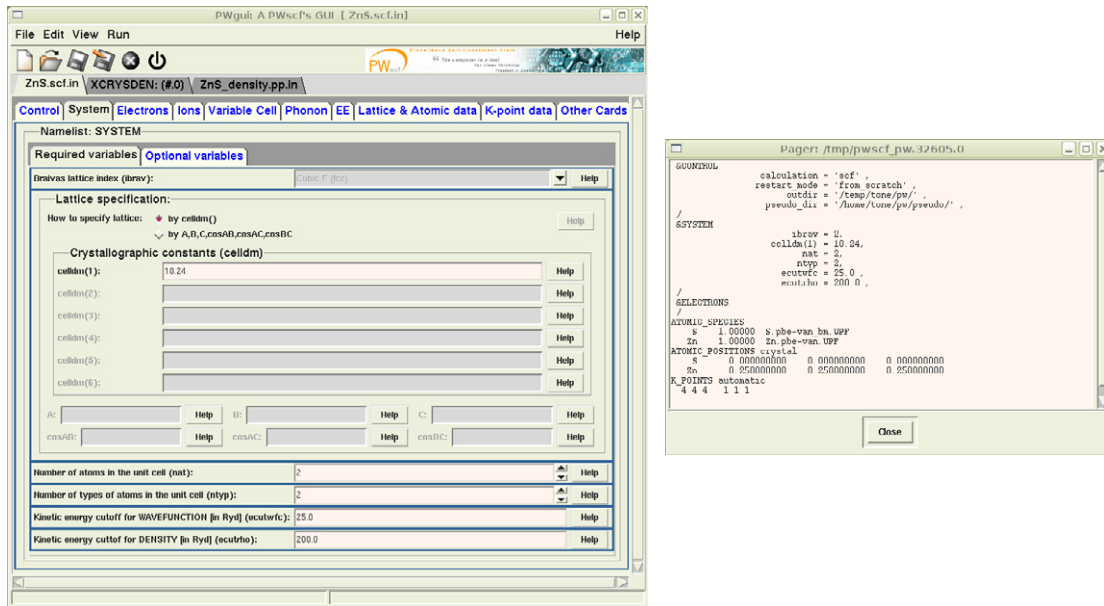 PWgui: A PWscf's GUI [ ZnS.scf.in]
File Edit View Run Help
PWscf
ZnS.scf.in XCRYSDEN: (#.0) ZnS_density.pp.in
Control System Electrons Ions Variable Cell Phonon EE Lattice & Atomic data K-point data Other Cards
Namelist: SYSTEM
Required variables Optional variables
Braivas lattice index (ibrav): Cubic F (fcc) Help
Lattice specification:
How to specify lattice: by celldm() Help
by A,B,C,cosAB,cosAC,cosBC
Crystallographic constants (celldm)
celldm(1): 10.24 Help
celldm(2): Help
celldm(3): Help
celldm(4): Help
celldm(5): Help
celldm(6): Help
A: Help B: Help C: Help
cosAB: Help cosAC: Help cosBC: Help
Number of atoms in the unit cell (nat): 2 Help
Number of types of atoms in the unit cell (ntyp): 2 Help
Kinetic energy cutoff for WAVEFUNCTION [in Ryd] (ecutwfc): 25.0 Help
Kinetic energy cuttof for DENSITY [in Ryd] (ecutrho): 200.0 Help
Pager: /tmp/pwscf_pw.32605.0
&CONTROL
calculation = 'scf' ,
restart_mode = 'from_scratch' ,
outdir = '/temp/tone/pw/' ,
pseudo_dir = '/home/tone/pw/pseudo/' ,
/
&SYSTEM
ibrav = 2,
celldm(1) = 10.24,
nat = 2,
ntyp = 2,
ecutwfc = 25.0 ,
ecutrho = 200.0 ,
/
&ELECTRONS
/
ATOMIC_SPECIES
S 1.00000 S.pbe-van_bm.UPF
Zn 1.00000 Zn.pbe-van.UPF
ATOMIC_POSITIONS crystal
S 0.000000000 0.000000000 0.000000000
Zn 0.250000000 0.250000000 0.250000000
K_POINTS automatic
4 4 4 1 1 1
Close